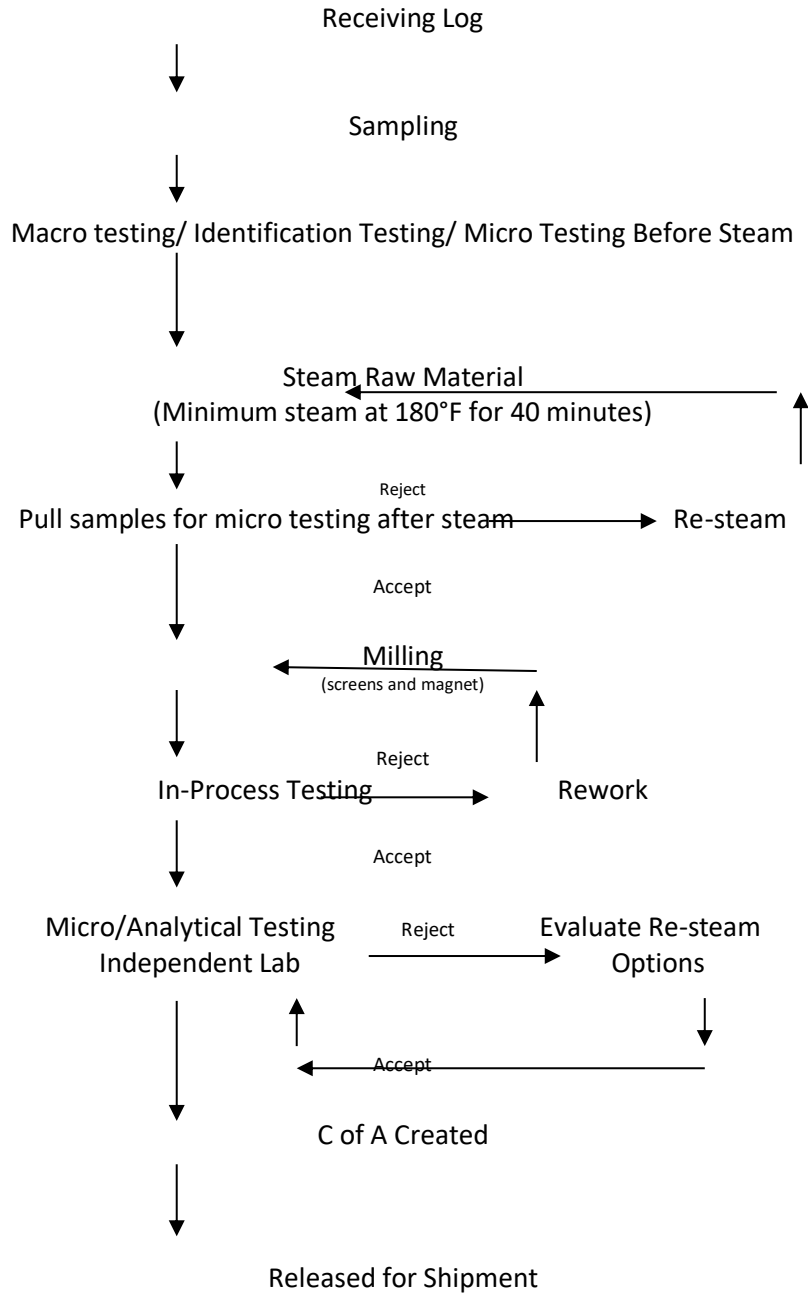 Receiving Log
Sampling
Macro testing/ Identification Testing/ Micro Testing Before Steam
Steam Raw Material
(Minimum steam at 180°F for 40 minutes)
Reject
Pull samples for micro testing after steam
Re-steam
Accept
Milling
(screens and magnet)
Reject
In-Process Testing
Rework
Accept
Micro/Analytical Testing
Independent Lab
Reject
Evaluate Re-steam
Options
Accept
C of A Created
Released for Shipment